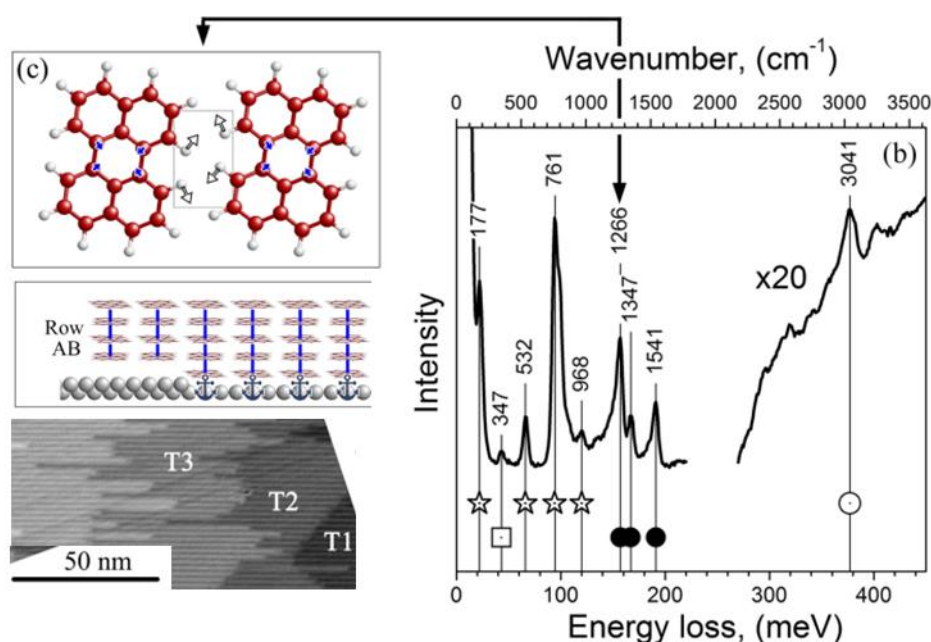 (c)
Row
AB
T3
T2
T1
50 nm
Wavenumber, (cm-1)
0 500 1000 1500 2000 2500 3000 3500
(b)
177
347
532
761
968
1266
1347
1541
3041
x20
Intensity
0 100 200 300 400
Energy loss, (meV)